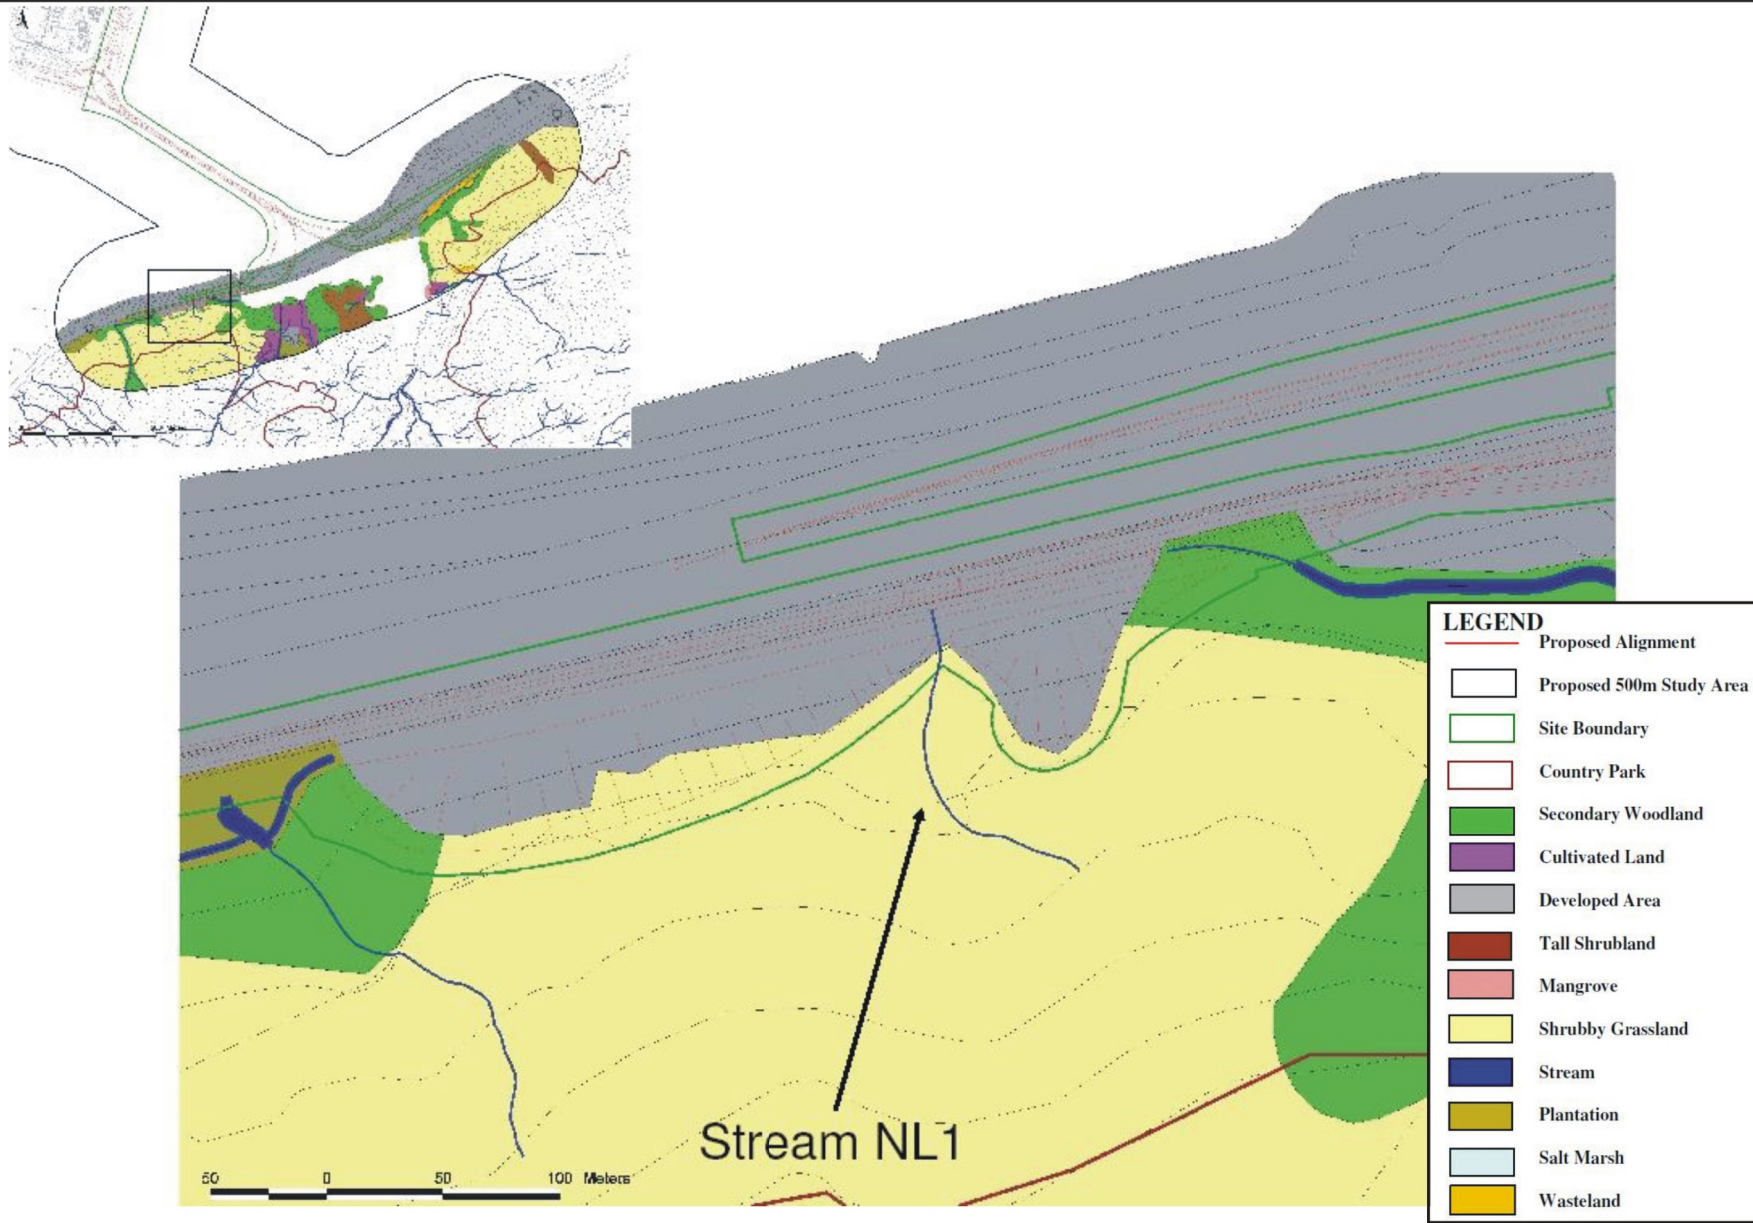 LEGEND
Proposed Alignment
Proposed 500m Study Area
Site Boundary
Country Park
Secondary Woodland
Cultivated Land
Developed Area
Tall Shrubland
Mangrove
Shrubby Grassland
Stream
Plantation
Salt Marsh
Wasteland
Stream NL1
50 0 50 100 Meters